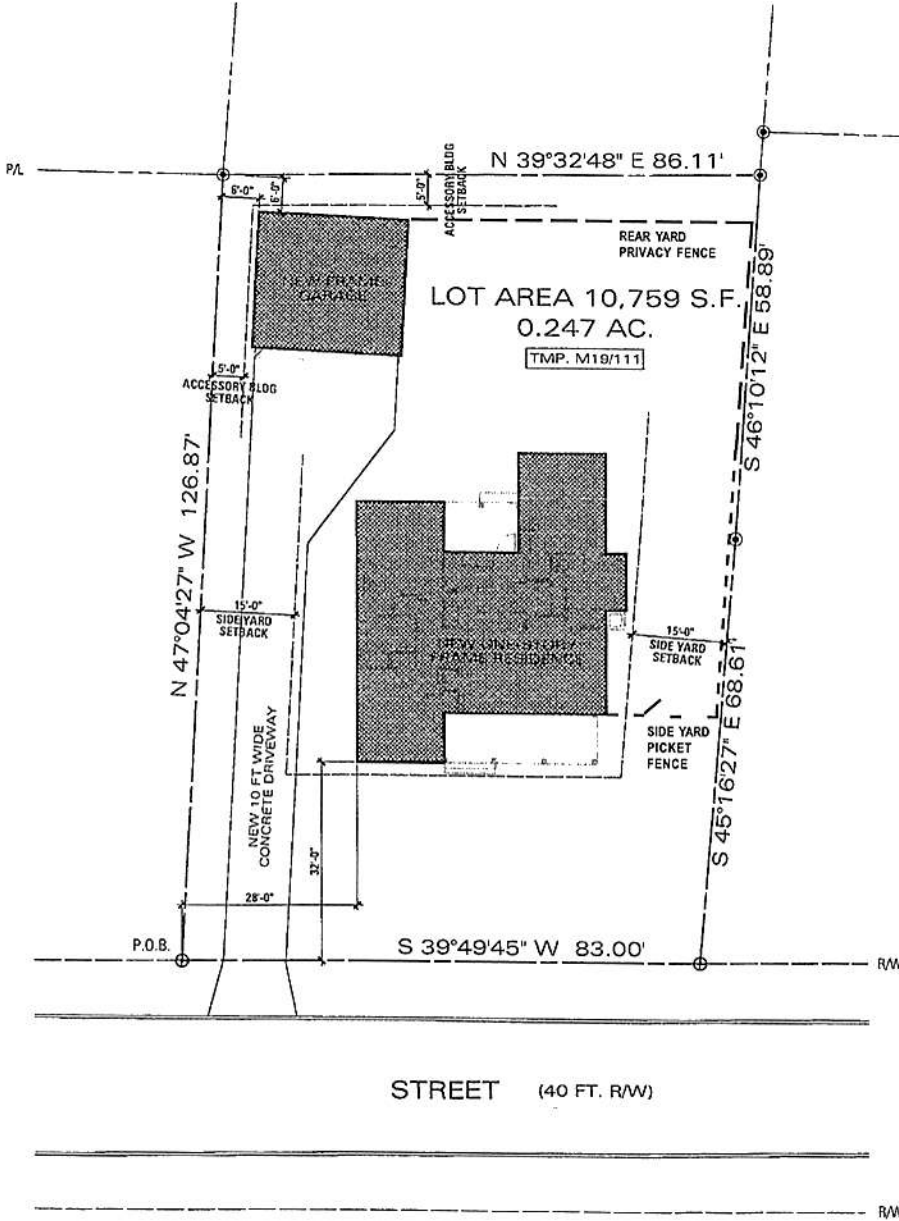 P/L
N 39°32'48" E 86.11'
6'-0"
6'-0"
5'-0"
ACCESSORY BLDG
SETBACK
REAR YARD
PRIVACY FENCE
NEW FRAME
GARAGE
LOT AREA 10,759 S.F.
0.247 AC.
TMP. M19/111
S 46°10'12" E 58.89'
5'-0"
ACCESSORY BLDG
SETBACK
N 47°04'27" W 126.87'
15'-0"
SIDE YARD
SETBACK
NEW ONE-STORY
FRAME RESIDENCE
15'-0"
SIDE YARD
SETBACK
SIDE YARD
PICKET
FENCE
S 45°16'27" E 68.61'
NEW 10 FT WIDE
CONCRETE DRIVEWAY
32'-0"
28'-0"
P.O.B.
S 39°49'45" W 83.00'
R/W
STREET (40 FT. R/W)
R/W